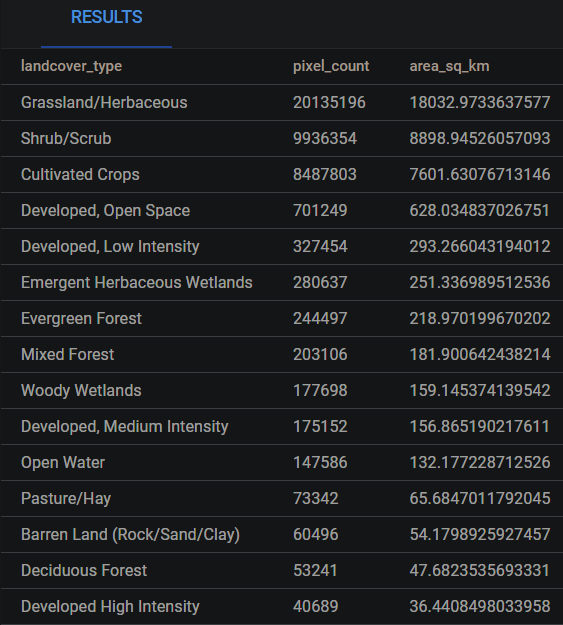 RESULTS
landcover_type pixel_count area_sq_km
Grassland/Herbaceous 20135196 18032.9733637577
Shrub/Scrub 9936354 8898.94526057093
Cultivated Crops 8487803 7601.63076713146
Developed, Open Space 701249 628.034837026751
Developed, Low Intensity 327454 293.266043194012
Emergent Herbaceous Wetlands 280637 251.336989512536
Evergreen Forest 244497 218.970199670202
Mixed Forest 203106 181.900642438214
Woody Wetlands 177698 159.145374139542
Developed, Medium Intensity 175152 156.865190217611
Open Water 147586 132.177228712526
Pasture/Hay 73342 65.6847011792045
Barren Land (Rock/Sand/Clay) 60496 54.1798925927457
Deciduous Forest 53241 47.6823535693331
Developed High Intensity 40689 36.4408498033958